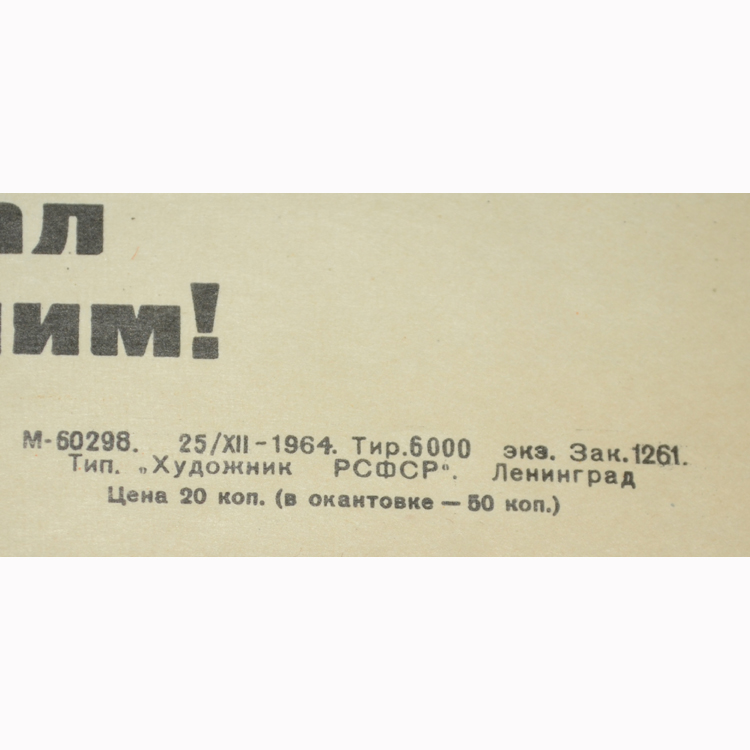 ал
им!
М-60298. 25/XII-1964. Тир.6000 экз. Зак.1261.
Тип. „Художник РСФСР“. Ленинград
Цена 20 коп. (в окантовке — 50 коп.)